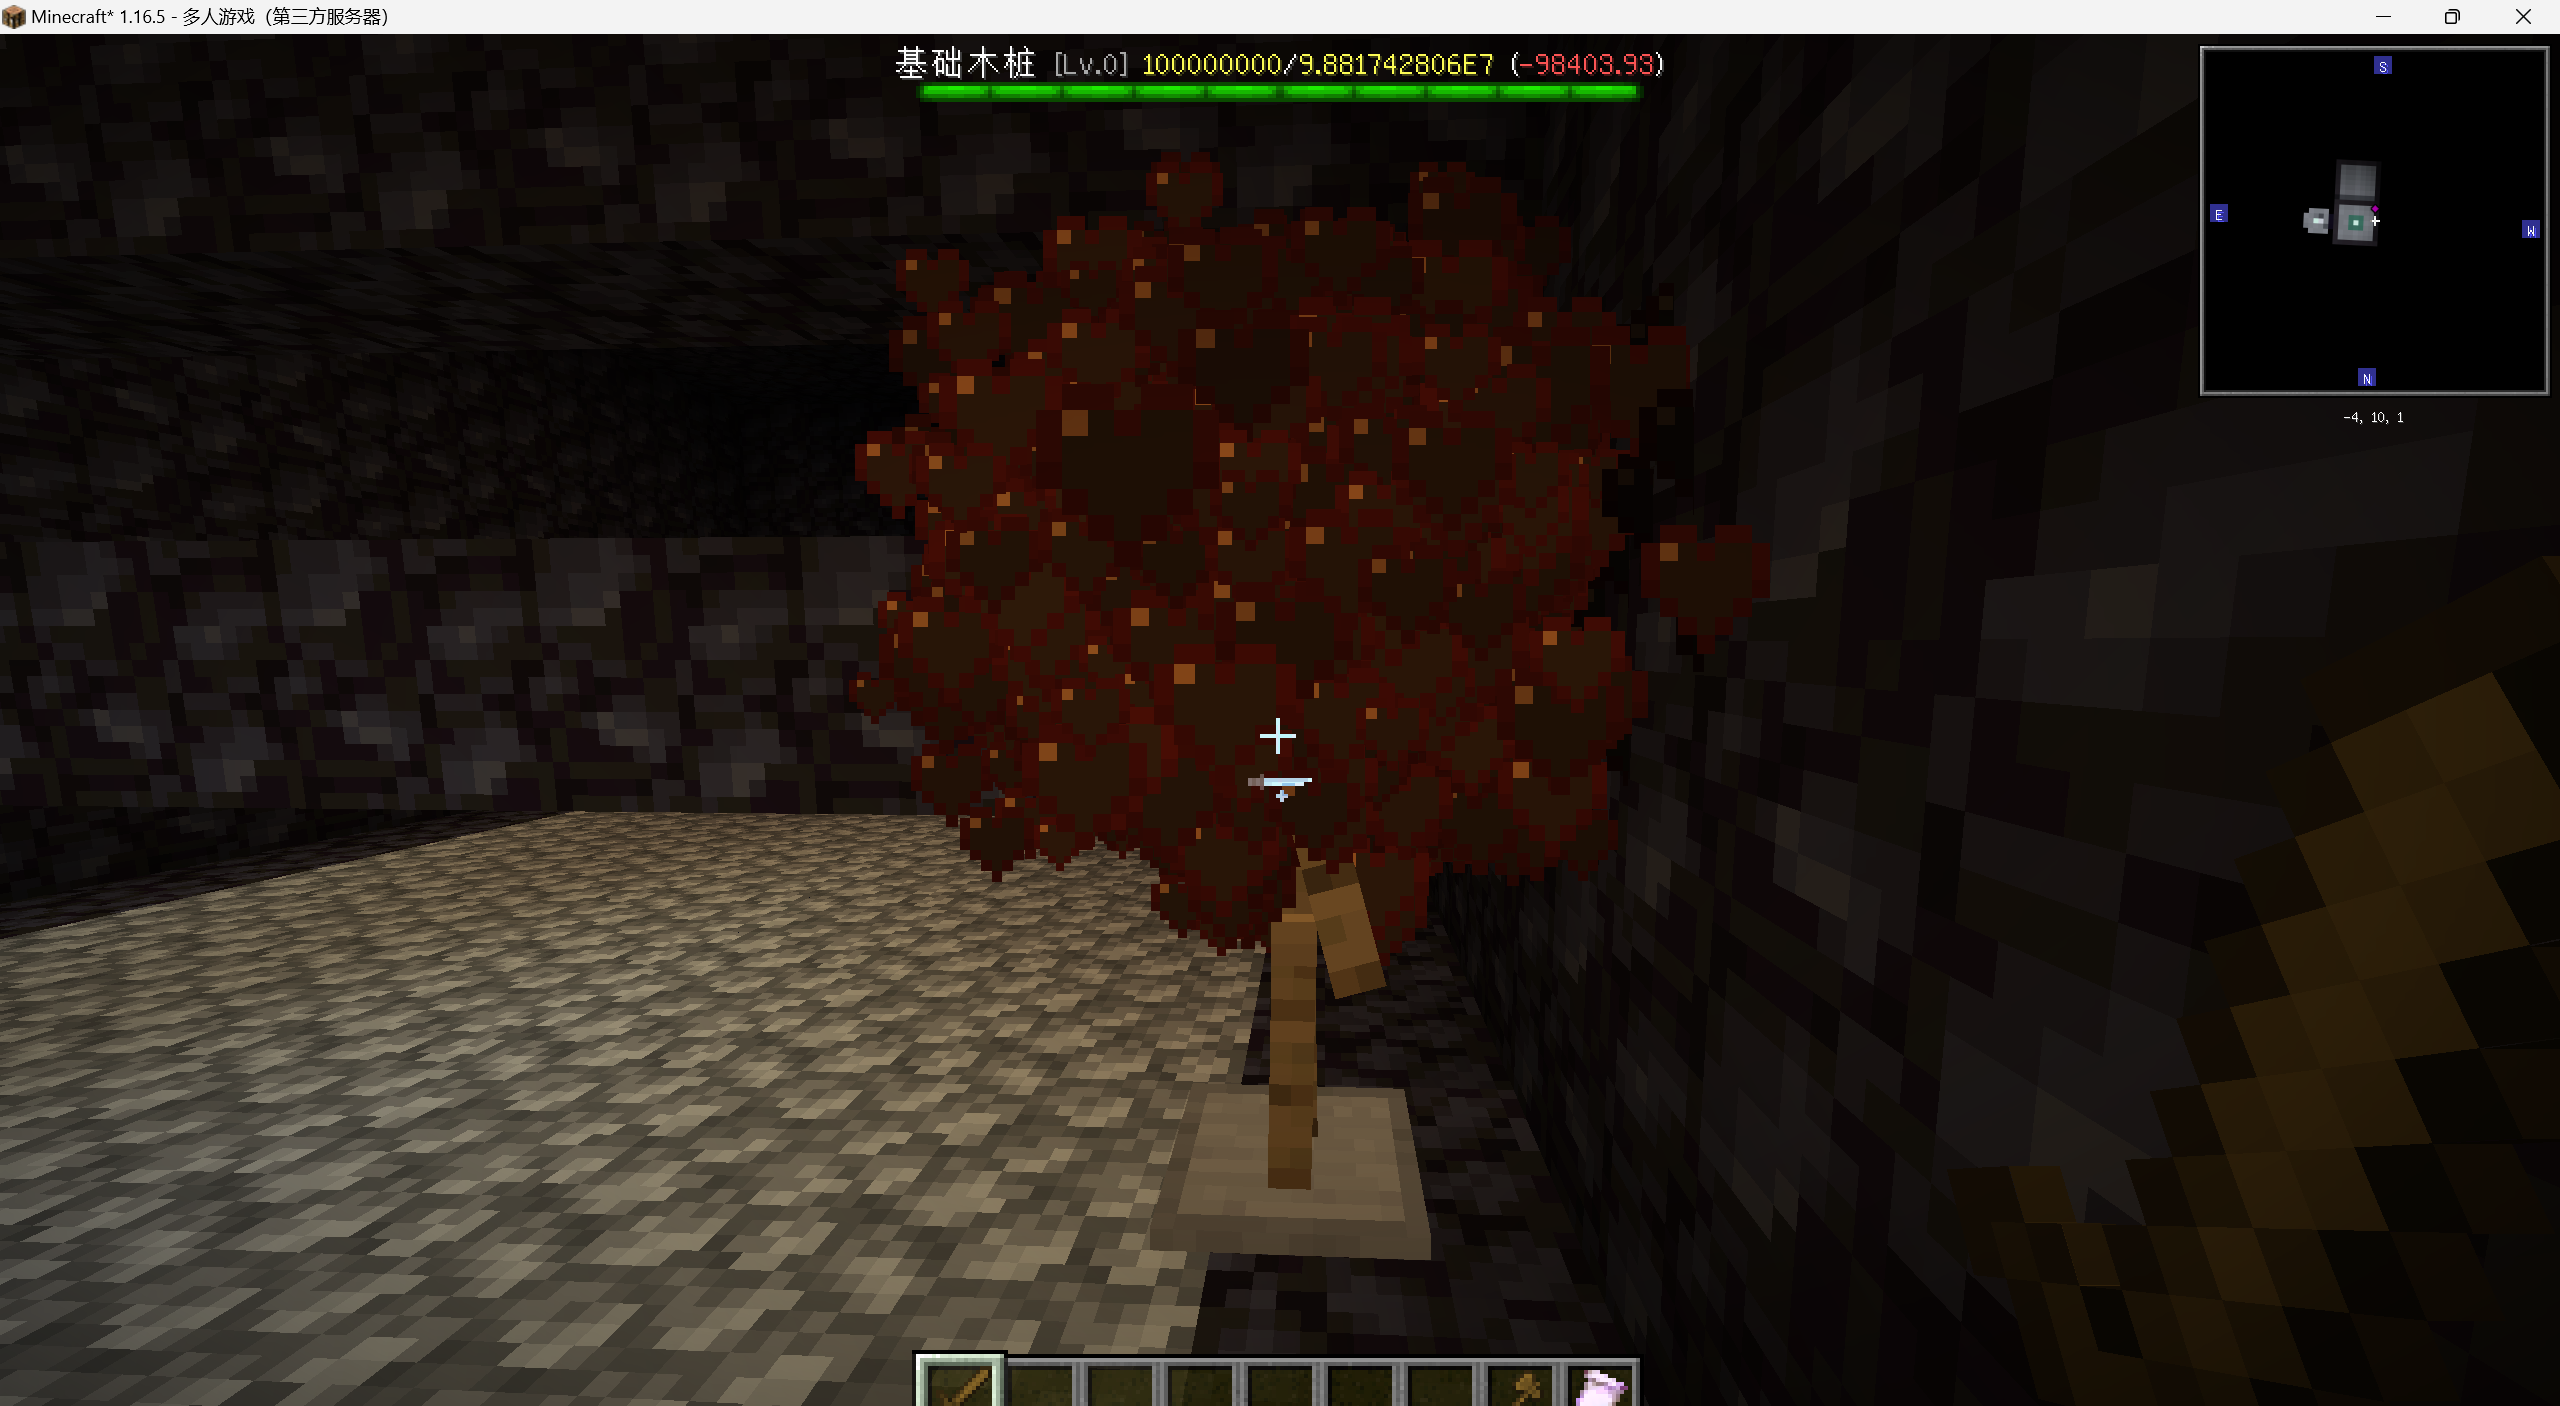 Minecraft* 1.16.5 - 多人游戏（第三方服务器）
基础木桩 [Lv.0] 100000000/9.881742806E7 (-98403.93)
S
E
W
N
-4, 10, 1